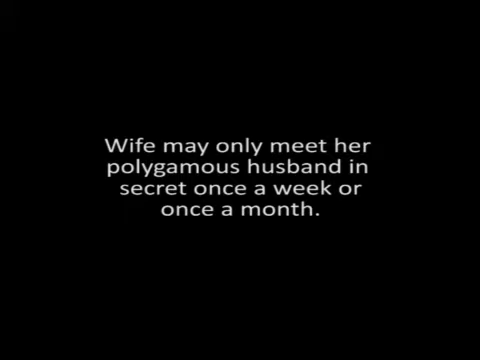 Wife may only meet her
polygamous husband in
secret once a week or
once a month.